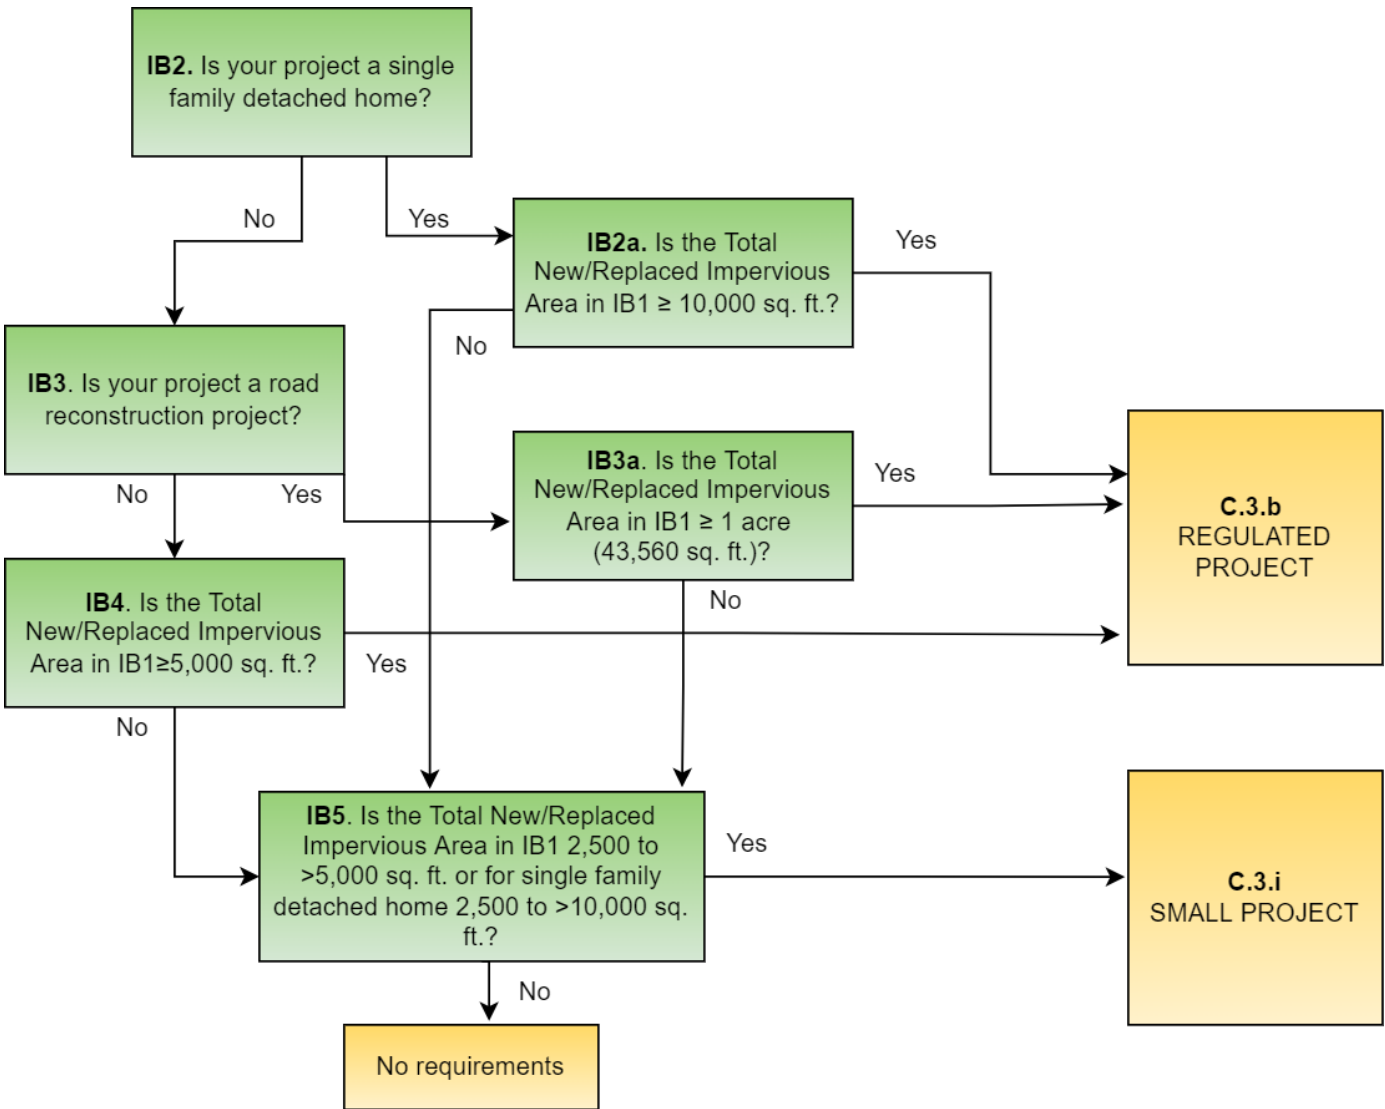 IB2. Is your project a single
family detached home?
No
Yes
IB2a. Is the Total
New/Replaced Impervious
Area in IB1 ≥ 10,000 sq. ft.?
Yes
No
IB3. Is your project a road
reconstruction project?
No
Yes
IB3a. Is the Total
New/Replaced Impervious
Area in IB1 ≥ 1 acre
(43,560 sq. ft.)?
Yes
No
C.3.b
REGULATED
PROJECT
IB4. Is the Total
New/Replaced Impervious
Area in IB1≥5,000 sq. ft.?
Yes
No
IB5. Is the Total New/Replaced
Impervious Area in IB1 2,500 to
>5,000 sq. ft. or for single family
detached home 2,500 to >10,000 sq.
ft.?
Yes
C.3.i
SMALL PROJECT
No
No requirements